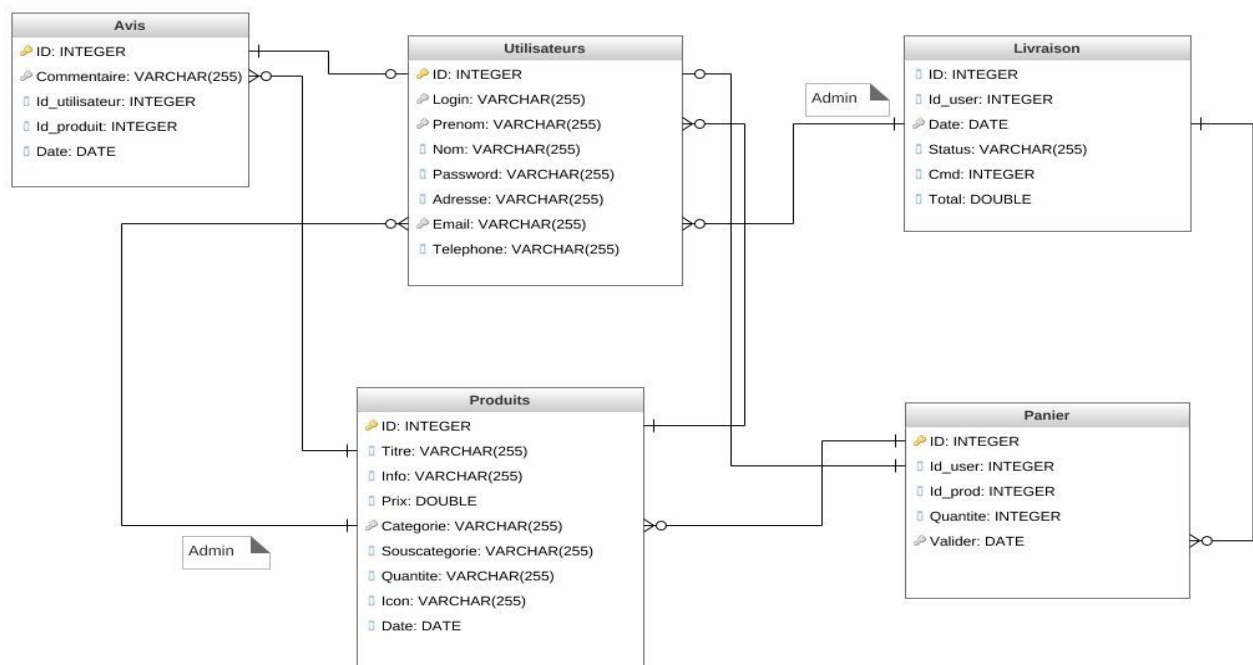 Avis
ID: INTEGER
Commentaire: VARCHAR(255)
Id_utilisateur: INTEGER
Id_produit: INTEGER
Date: DATE
Utilisateurs
ID: INTEGER
Login: VARCHAR(255)
Prenom: VARCHAR(255)
Nom: VARCHAR(255)
Password: VARCHAR(255)
Adresse: VARCHAR(255)
Email: VARCHAR(255)
Telephone: VARCHAR(255)
Admin
Livraison
ID: INTEGER
Id_user: INTEGER
Date: DATE
Status: VARCHAR(255)
Cmd: INTEGER
Total: DOUBLE
Admin
Produits
ID: INTEGER
Titre: VARCHAR(255)
Info: VARCHAR(255)
Prix: DOUBLE
Categorie: VARCHAR(255)
Souscategorie: VARCHAR(255)
Quantite: VARCHAR(255)
Icon: VARCHAR(255)
Date: DATE
Panier
ID: INTEGER
Id_user: INTEGER
Id_prod: INTEGER
Quantite: INTEGER
Valider: DATE